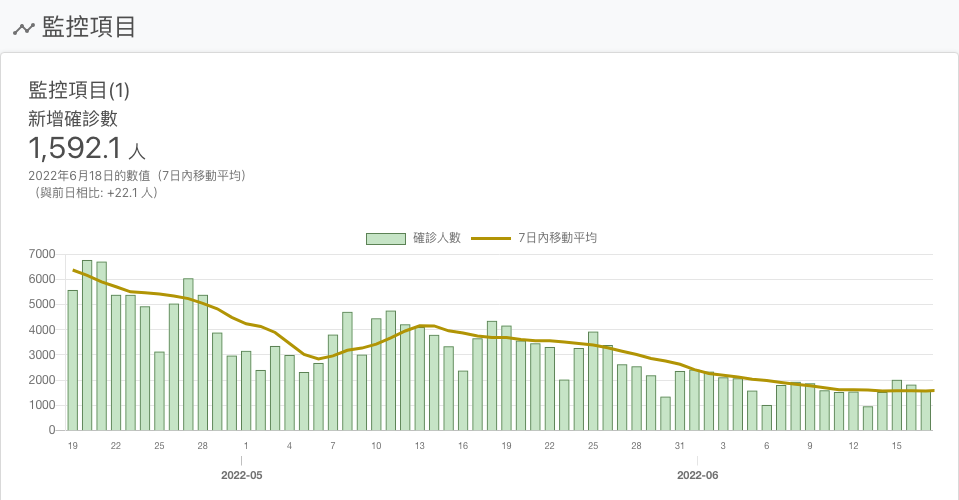 監控項目
監控項目(1)
新增確診數
1,592.1 人
2022年6月18日的數值（7日內移動平均）
（與前日相比: +22.1 人）
確診人數 7日內移動平均
7000
6000
5000
4000
3000
2000
1000
0
19 22 25 28 1 4 7 10 13 16 19 22 25 28 31 3 6 9 12 15
2022-05 2022-06